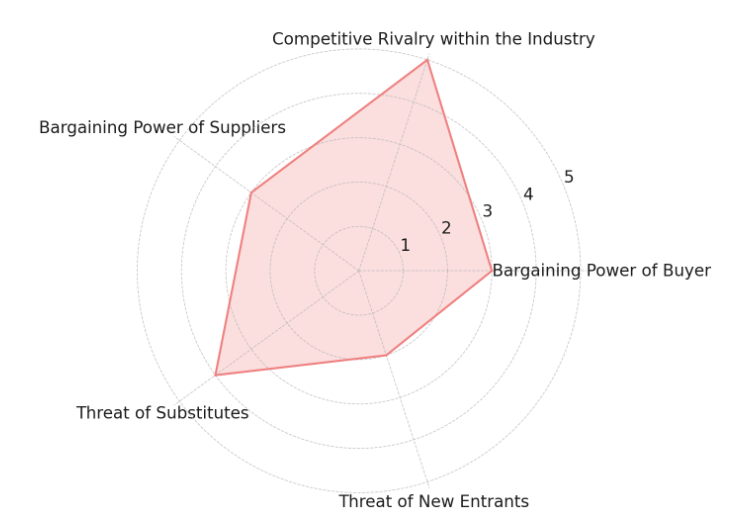 Competitive Rivalry within the Industry
Bargaining Power of Suppliers
5
4
3
2
1
Bargaining Power of Buyer
Threat of Substitutes
Threat of New Entrants